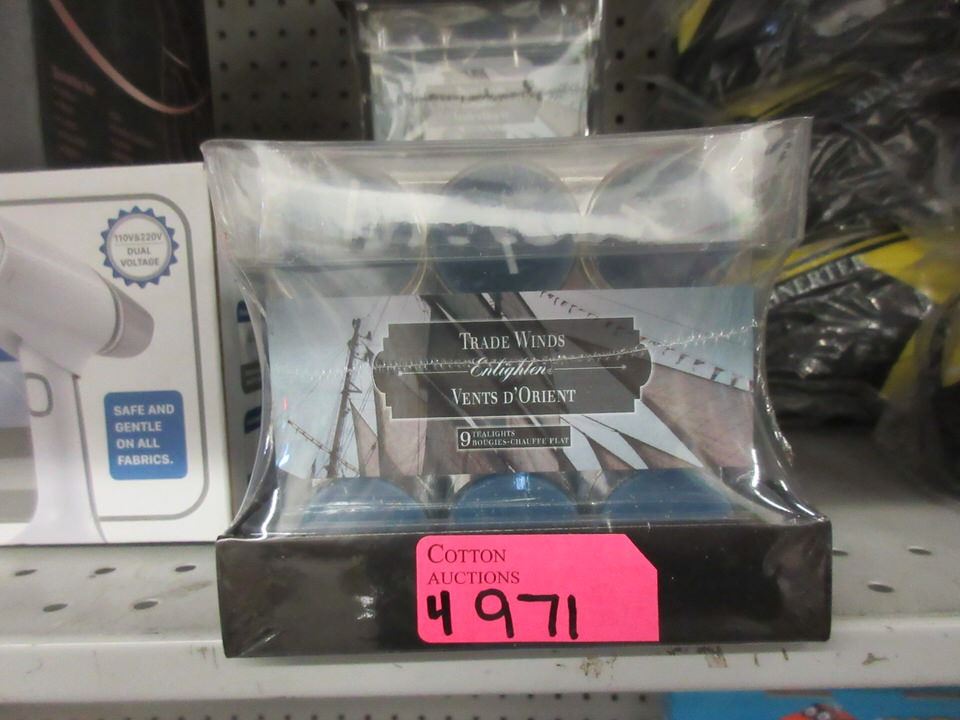 110V&220V
DUAL
VOLTAGE
SAFE AND
GENTLE
ON ALL
FABRICS.
TRADE WINDS
Enlighten
VENTS D'ORIENT
9 TEALIGHTS
BOUGIES-CHAUFFE PLAT
COTTON
AUCTIONS
4971